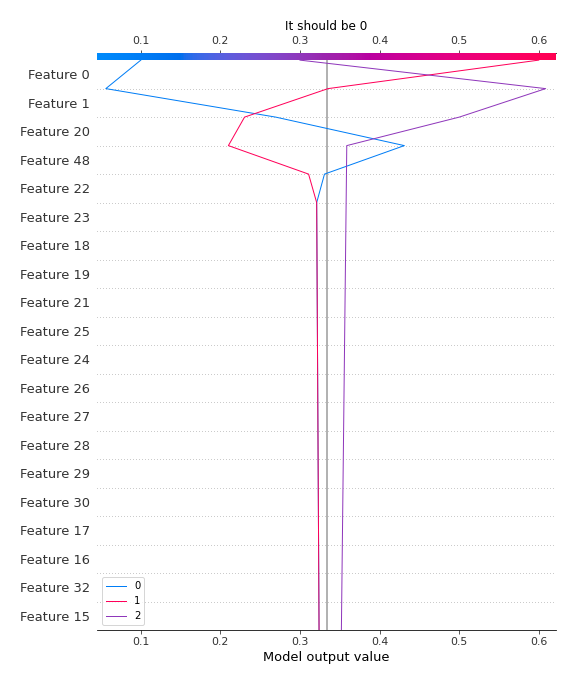 It should be 0
0.1 0.2 0.3 0.4 0.5 0.6
Feature 0
Feature 1
Feature 20
Feature 48
Feature 22
Feature 23
Feature 18
Feature 19
Feature 21
Feature 25
Feature 24
Feature 26
Feature 27
Feature 28
Feature 29
Feature 30
Feature 17
Feature 16
Feature 32
Feature 15
0
1
2
0.1 0.2 0.3 0.4 0.5 0.6
Model output value